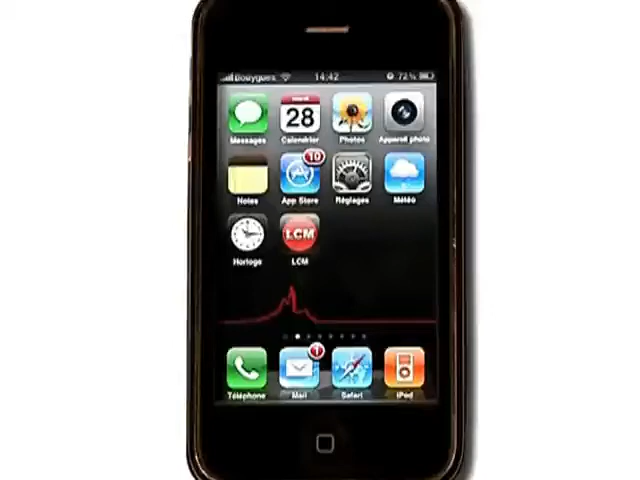 Bouygues 14:42 72 %
28
Messages Calendrier Photos Appareil photo
10
Notes App Store Réglages Météo
LCM
Horloge LCM
1
Téléphone Mail Safari iPod